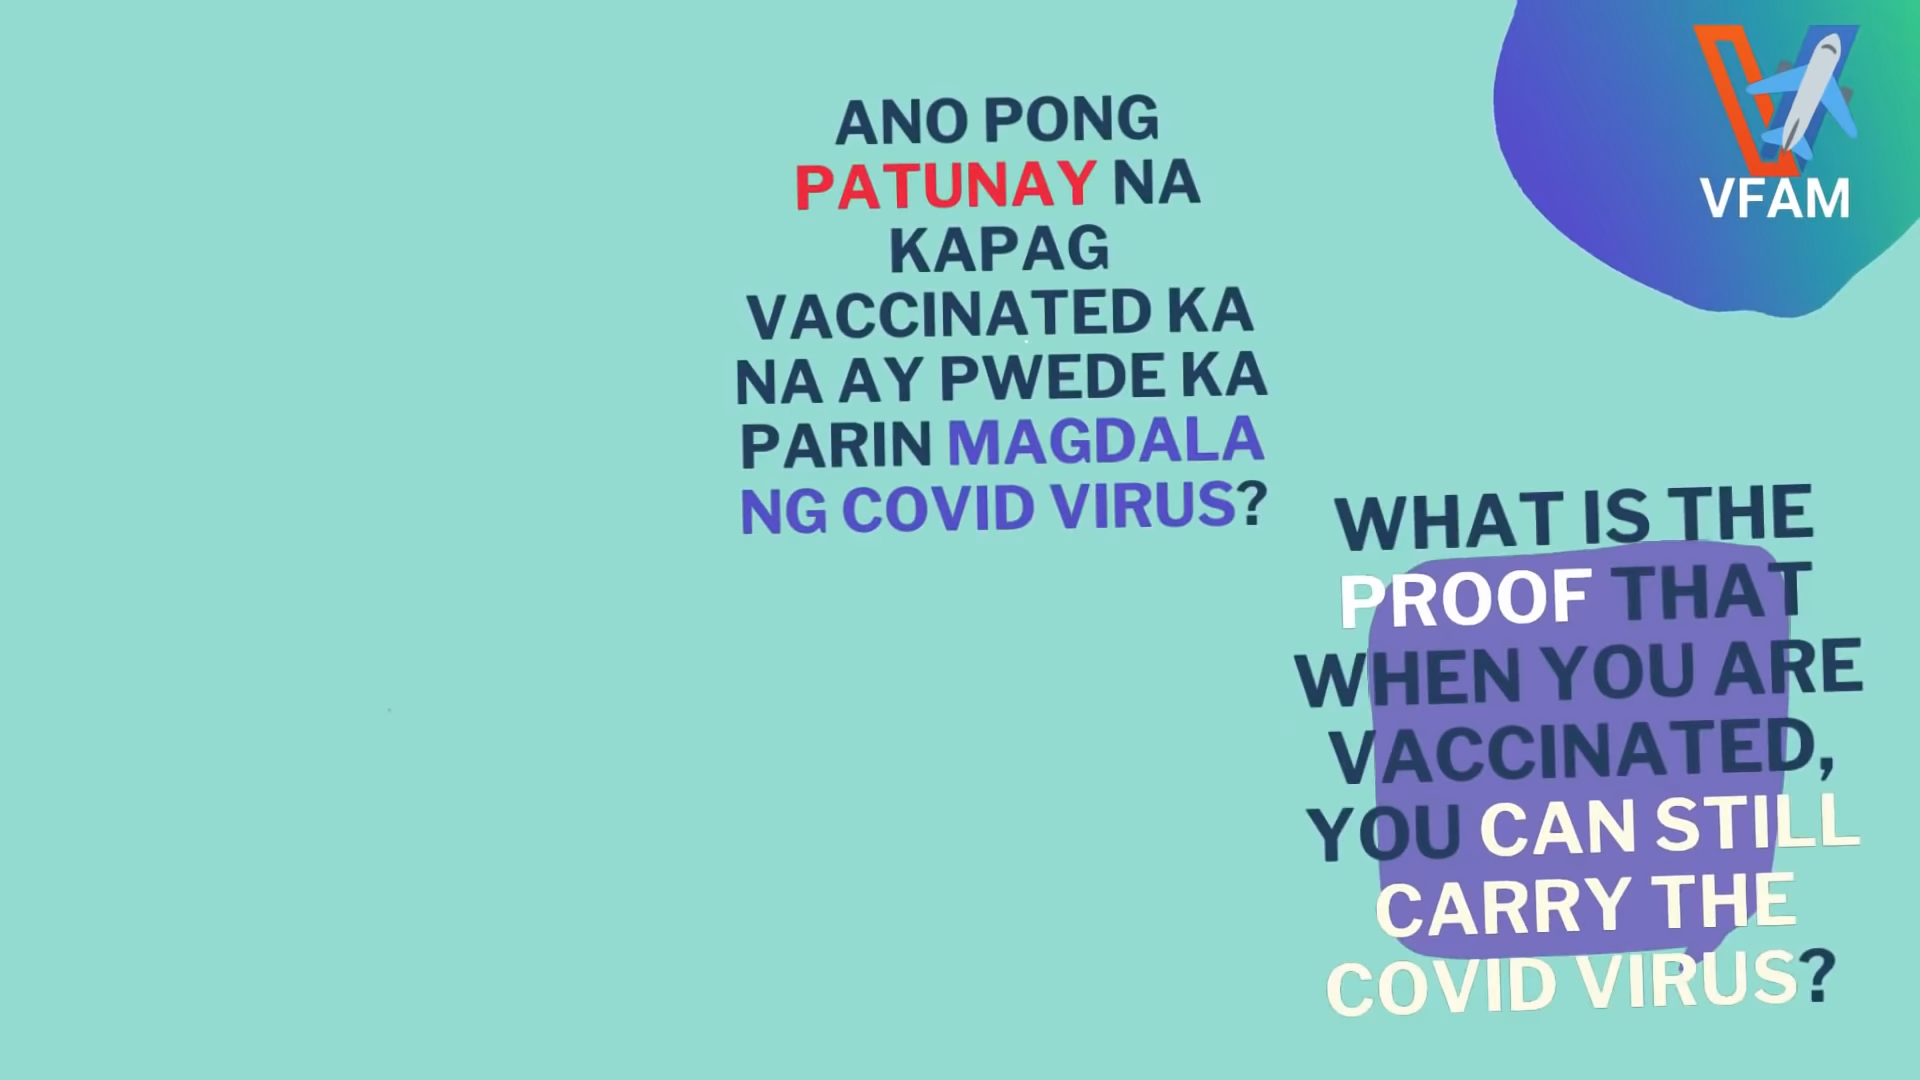 VFAM
ANO PONG
PATUNAY NA
KAPAG
VACCINATED KA
NA AY PWEDE KA
PARIN MAGDALA
NG COVID VIRUS?
WHAT IS THE
PROOF THAT
WHEN YOU ARE
VACCINATED,
YOU CAN STILL
CARRY THE
COVID VIRUS?